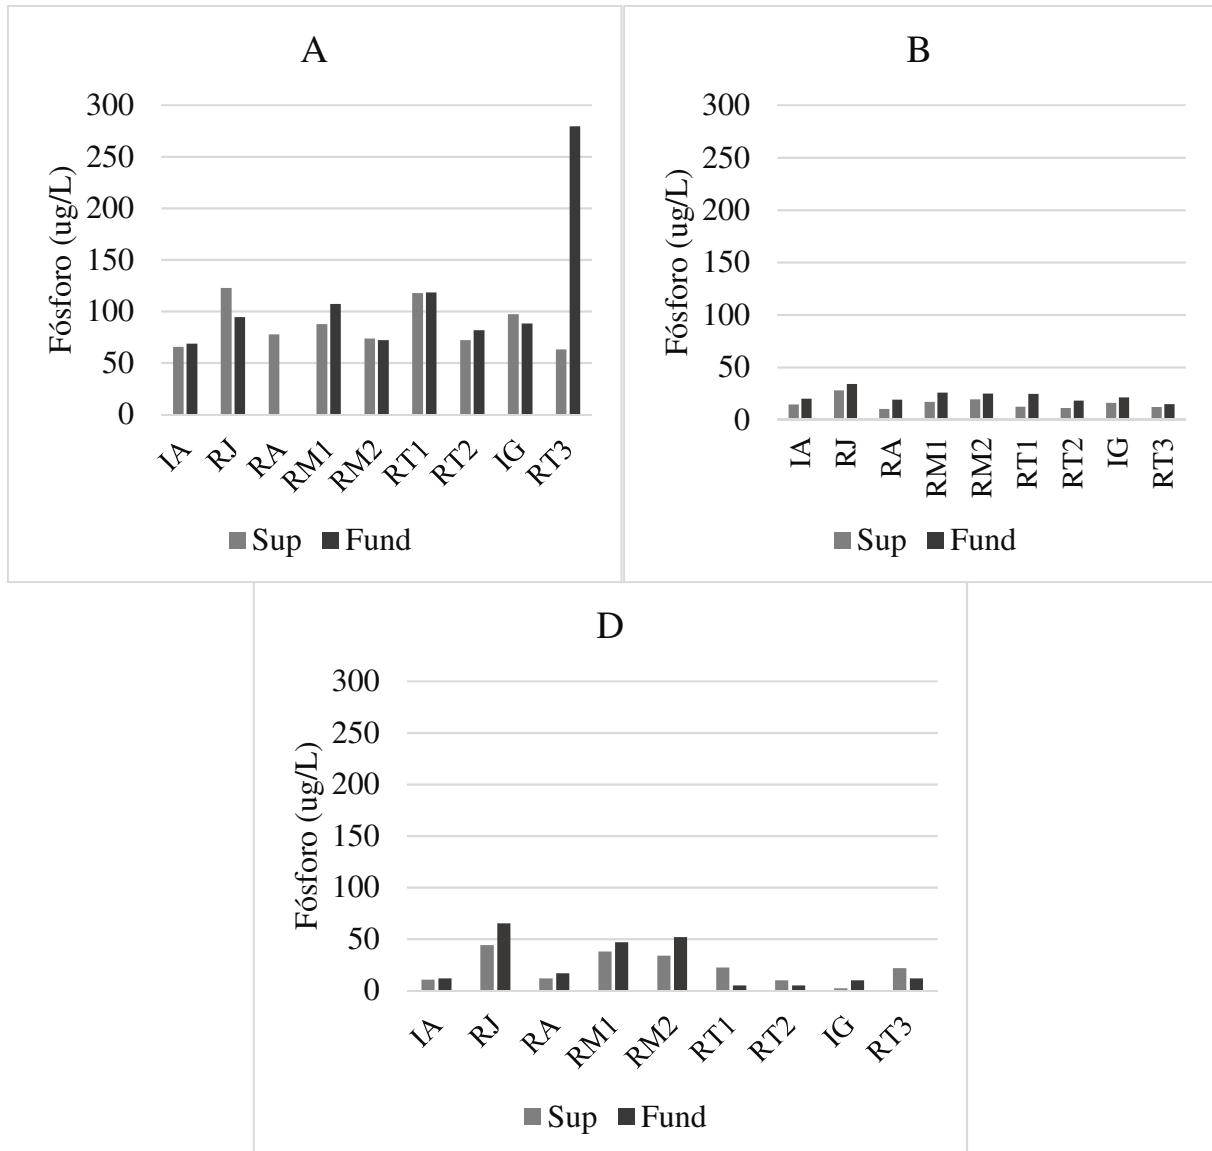 A
300
250
200
150
100
50
0
Fósforo (ug/L)
IA RJ RA RM1 RM2 RT1 RT2 IG RT3
Sup Fund
B
300
250
200
150
100
50
0
Fósforo (ug/L)
IA RJ RA RM1 RM2 RT1 RT2 IG RT3
Sup Fund
D
300
250
200
150
100
50
0
Fósforo (ug/L)
IA RJ RA RM1 RM2 RT1 RT2 IG RT3
Sup Fund